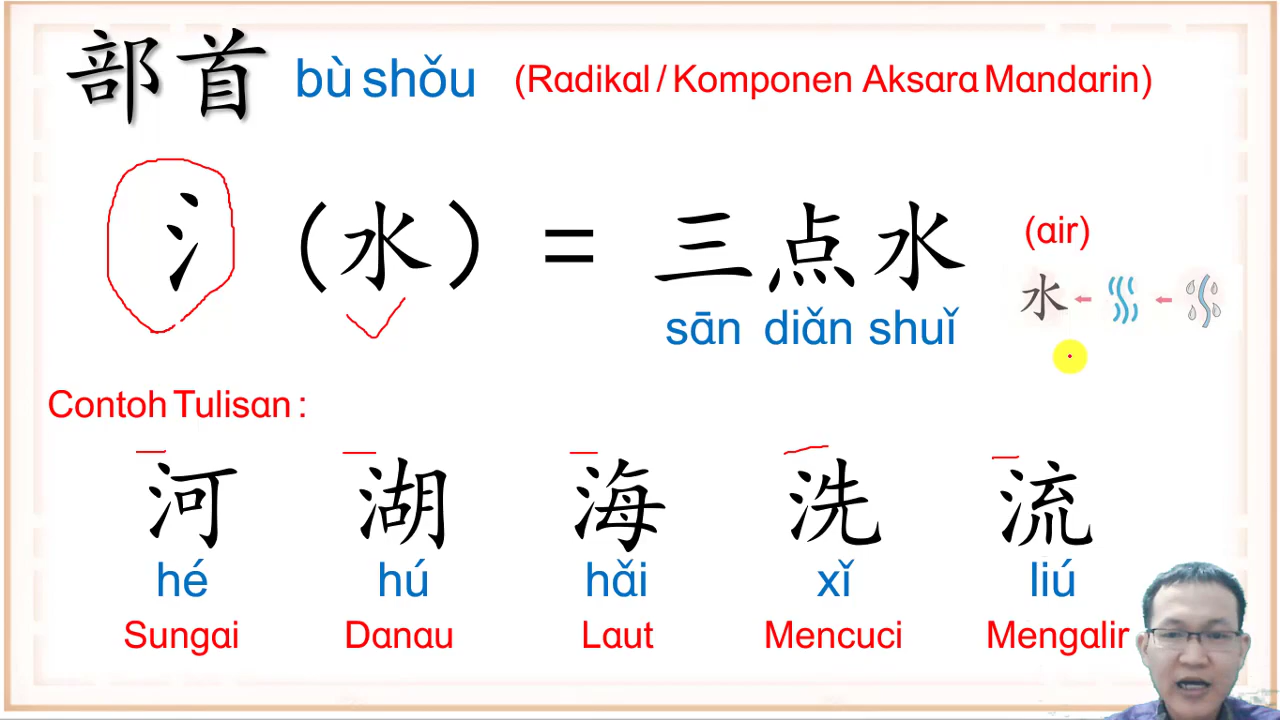 部首 bù shǒu (Radikal / Komponen Aksara Mandarin)
氵 (水) = 三点水 (air)
水
sān diǎn shuǐ
Contoh Tulisan :
河 湖 海 洗 流
hé hú hǎi xǐ liú
Sungai Danau Laut Mencuci Mengalir